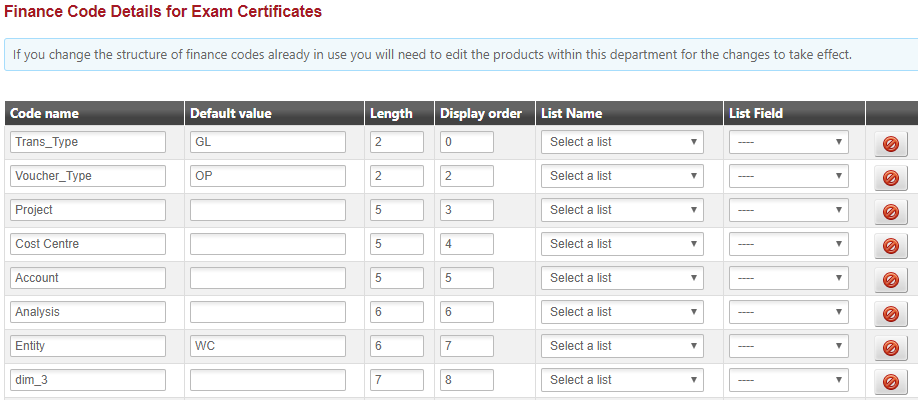 Finance Code Details for Exam Certificates
If you change the structure of finance codes already in use you will need to edit the products within this department for the changes to take effect.
Code name Default value Length Display order List Name List Field
Trans_Type GL 2 0 Select a list ----
Voucher_Type OP 2 2 Select a list ----
Project 5 3 Select a list ----
Cost Centre 5 4 Select a list ----
Account 5 5 Select a list ----
Analysis 6 6 Select a list ----
Entity WC 6 7 Select a list ----
dim_3 7 8 Select a list ----